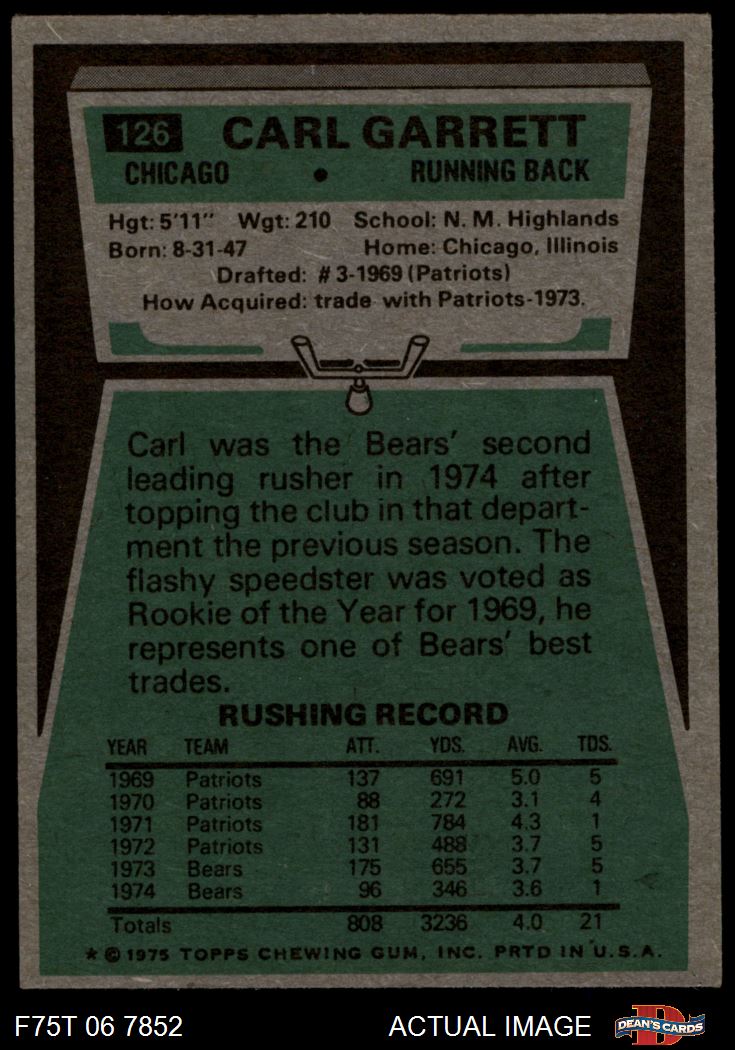 126 CARL GARRETT
CHICAGO • RUNNING BACK
Hgt: 5'11" Wgt: 210 School: N. M. Highlands
Born: 8-31-47 Home: Chicago, Illinois
Drafted: #3-1969 (Patriots)
How Acquired: trade with Patriots-1973.
Carl was the Bears' second
leading rusher in 1974 after
topping the club in that depart-
ment the previous season. The
flashy speedster was voted as
Rookie of the Year for 1969, he
represents one of Bears' best
trades.
RUSHING RECORD
YEAR TEAM ATT. YDS. AVG. TDS.
1969 Patriots 137 691 5.0 5
1970 Patriots 88 272 3.1 4
1971 Patriots 181 784 4.3 1
1972 Patriots 131 488 3.7 5
1973 Bears 175 655 3.7 5
1974 Bears 96 346 3.6 1
Totals 808 3236 4.0 21
* © 1975 TOPPS CHEWING GUM, INC. PRTD IN U.S.A.
F75T 06 7852 ACTUAL IMAGE D DEAN'S CARDS